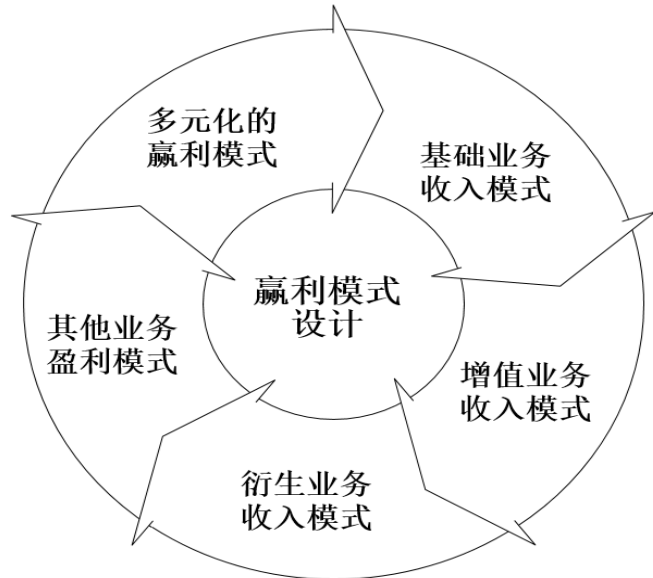 多元化的
赢利模式
基础业务
收入模式
赢利模式
设计
其他业务
盈利模式
增值业务
收入模式
衍生业务
收入模式